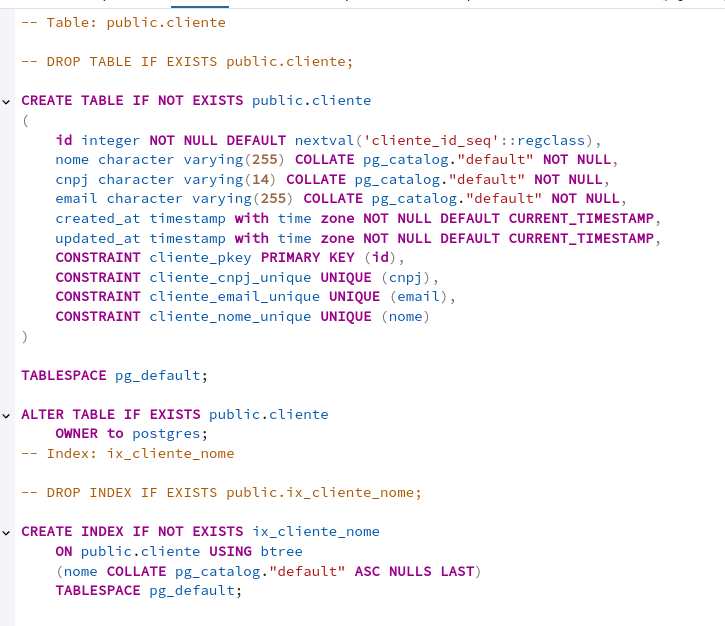 -- Table: public.cliente
-- DROP TABLE IF EXISTS public.cliente;
CREATE TABLE IF NOT EXISTS public.cliente
(
    id integer NOT NULL DEFAULT nextval('cliente_id_seq'::regclass),
    nome character varying(255) COLLATE pg_catalog."default" NOT NULL,
    cnpj character varying(14) COLLATE pg_catalog."default" NOT NULL,
    email character varying(255) COLLATE pg_catalog."default" NOT NULL,
    created_at timestamp with time zone NOT NULL DEFAULT CURRENT_TIMESTAMP,
    updated_at timestamp with time zone NOT NULL DEFAULT CURRENT_TIMESTAMP,
    CONSTRAINT cliente_pkey PRIMARY KEY (id),
    CONSTRAINT cliente_cnpj_unique UNIQUE (cnpj),
    CONSTRAINT cliente_email_unique UNIQUE (email),
    CONSTRAINT cliente_nome_unique UNIQUE (nome)
)
TABLESPACE pg_default;
ALTER TABLE IF EXISTS public.cliente
    OWNER to postgres;
-- Index: ix_cliente_nome
-- DROP INDEX IF EXISTS public.ix_cliente_nome;
CREATE INDEX IF NOT EXISTS ix_cliente_nome
    ON public.cliente USING btree
    (nome COLLATE pg_catalog."default" ASC NULLS LAST)
    TABLESPACE pg_default;